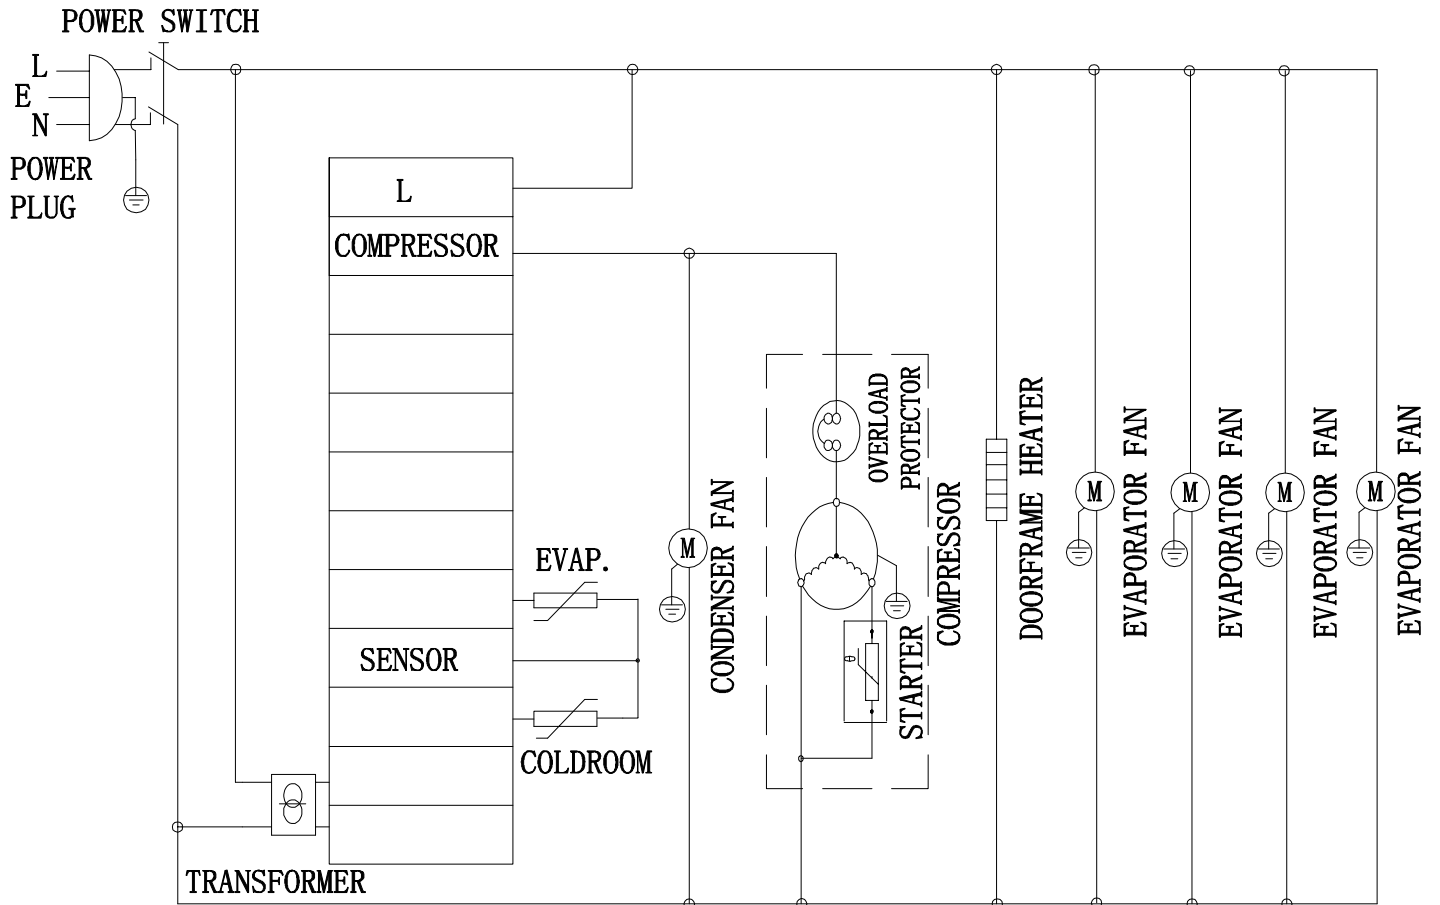 POWER SWITCH
L
E
N
POWER
PLUG
L
COMPRESSOR
SENSOR
EVAP.
COLDROOM
TRANSFORMER
M
CONDENSER FAN
OVERLOAD
PROTECTOR
COMPRESSOR
θ
STARTER
DOORFRAME HEATER
M
EVAPORATOR FAN
M
EVAPORATOR FAN
M
EVAPORATOR FAN
M
EVAPORATOR FAN